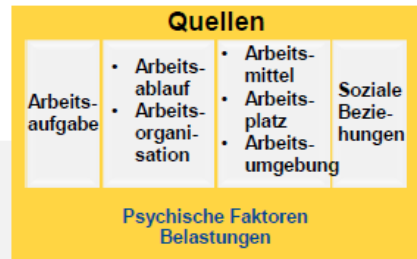 Quellen
Arbeits-
aufgabe
• Arbeits-
ablauf
• Arbeits-
organi-
sation
• Arbeits-
mittel
• Arbeits-
platz
• Arbeits-
umgebung
Soziale
Bezie-
hungen
Psychische Faktoren
Belastungen